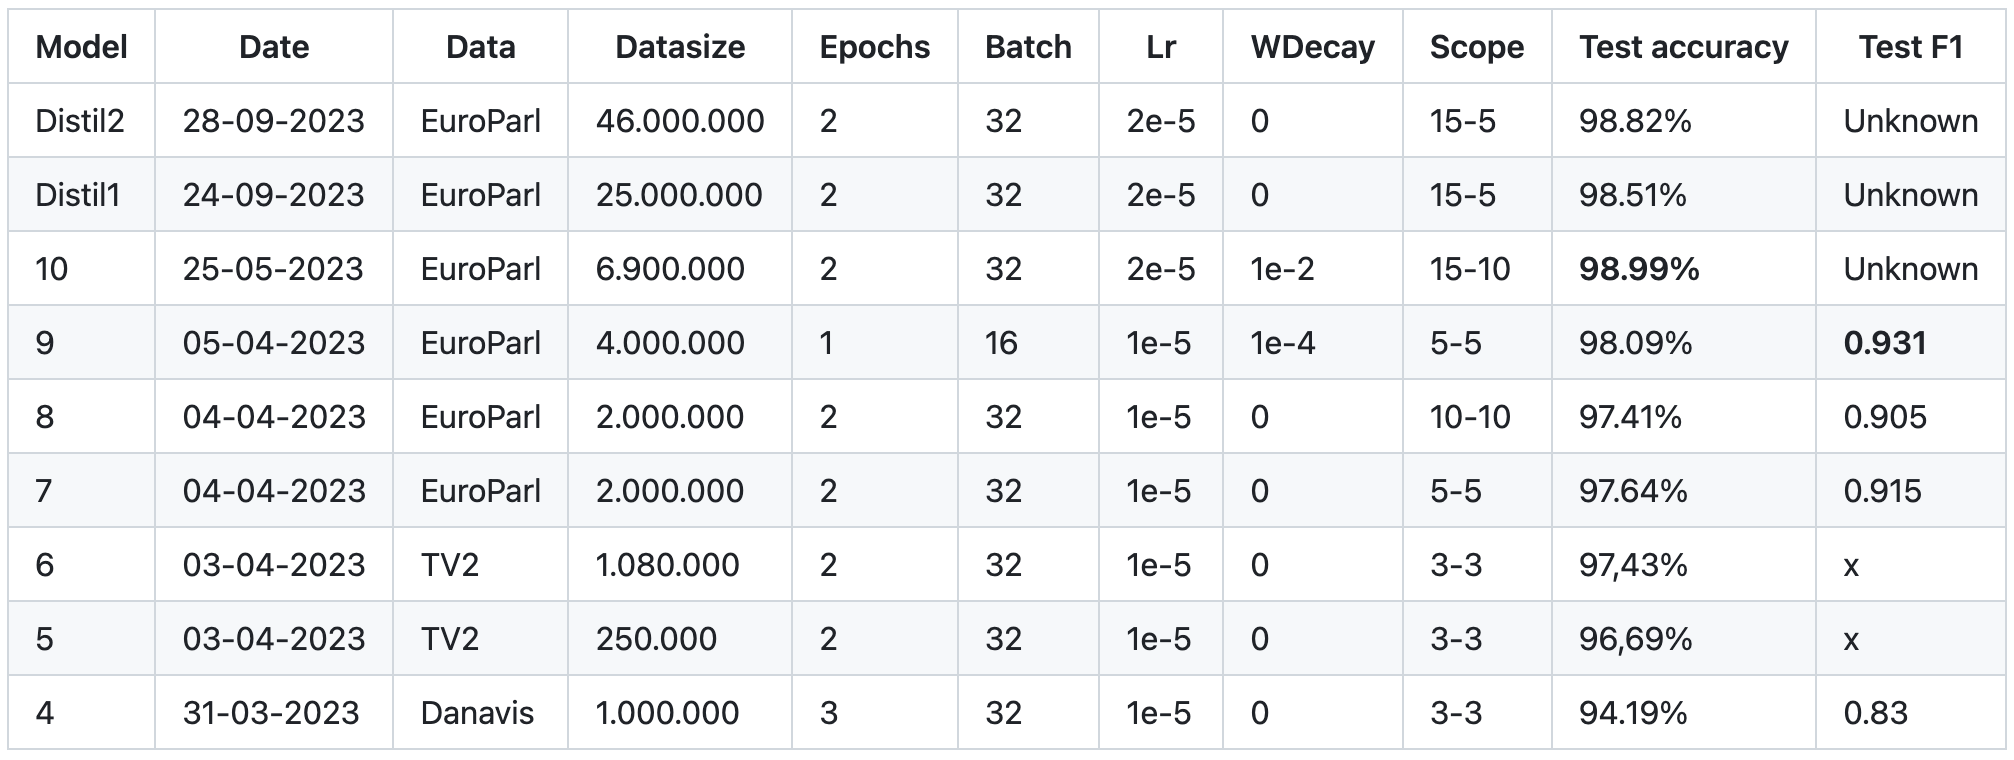 Model Date Data Datasize Epochs Batch Lr WDecay Scope Test accuracy Test F1
Distil2 28-09-2023 EuroParl 46.000.000 2 32 2e-5 0 15-5 98.82% Unknown
Distil1 24-09-2023 EuroParl 25.000.000 2 32 2e-5 0 15-5 98.51% Unknown
10 25-05-2023 EuroParl 6.900.000 2 32 2e-5 1e-2 15-10 98.99% Unknown
9 05-04-2023 EuroParl 4.000.000 1 16 1e-5 1e-4 5-5 98.09% 0.931
8 04-04-2023 EuroParl 2.000.000 2 32 1e-5 0 10-10 97.41% 0.905
7 04-04-2023 EuroParl 2.000.000 2 32 1e-5 0 5-5 97.64% 0.915
6 03-04-2023 TV2 1.080.000 2 32 1e-5 0 3-3 97,43% x
5 03-04-2023 TV2 250.000 2 32 1e-5 0 3-3 96,69% x
4 31-03-2023 Danavis 1.000.000 3 32 1e-5 0 3-3 94.19% 0.83